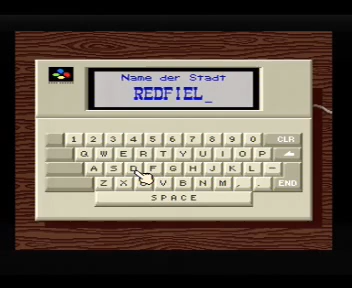 Name der Stadt
REDFIEL_
1 2 3 4 5 6 7 8 9 0 CLR
Q W E R T Y U I O P
A S D F G H J K L -
Z X C V B N M , . END
SPACE